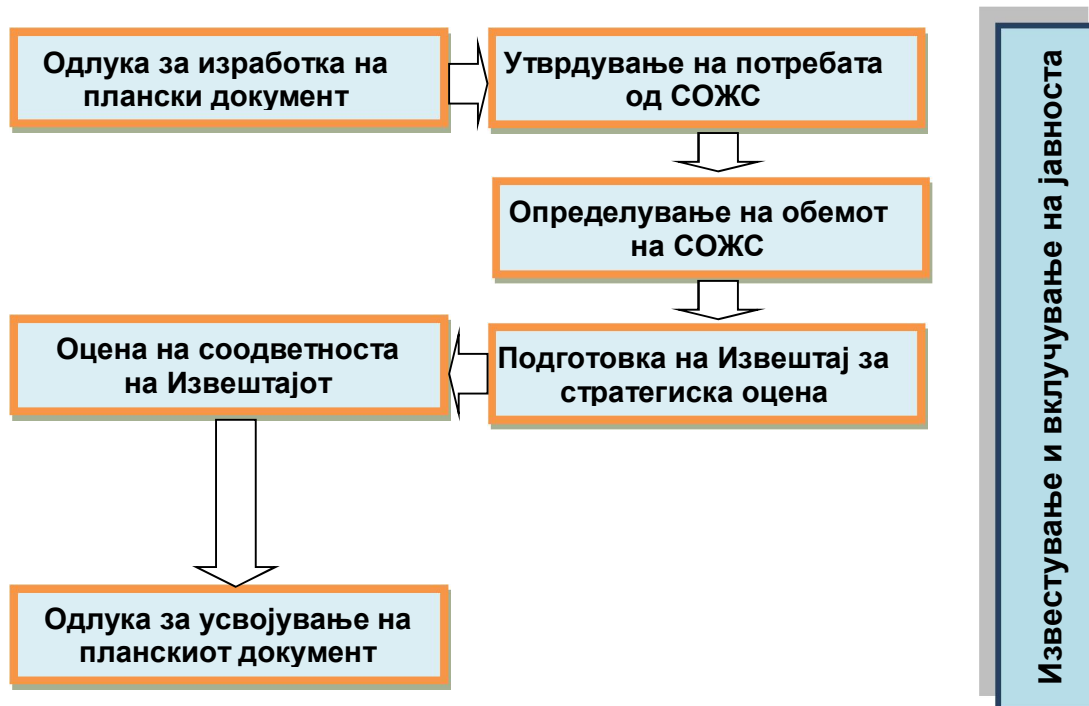 Одлука за изработка на
плански документ
Утврдување на потребата
од СОЖС
Определување на обемот
на СОЖС
Подготовка на Извештај за
стратегиска оцена
Оцена на соодветноста
на Извештајот
Одлука за усвојување на
планскиот документ
Известување и вклучување на јавноста